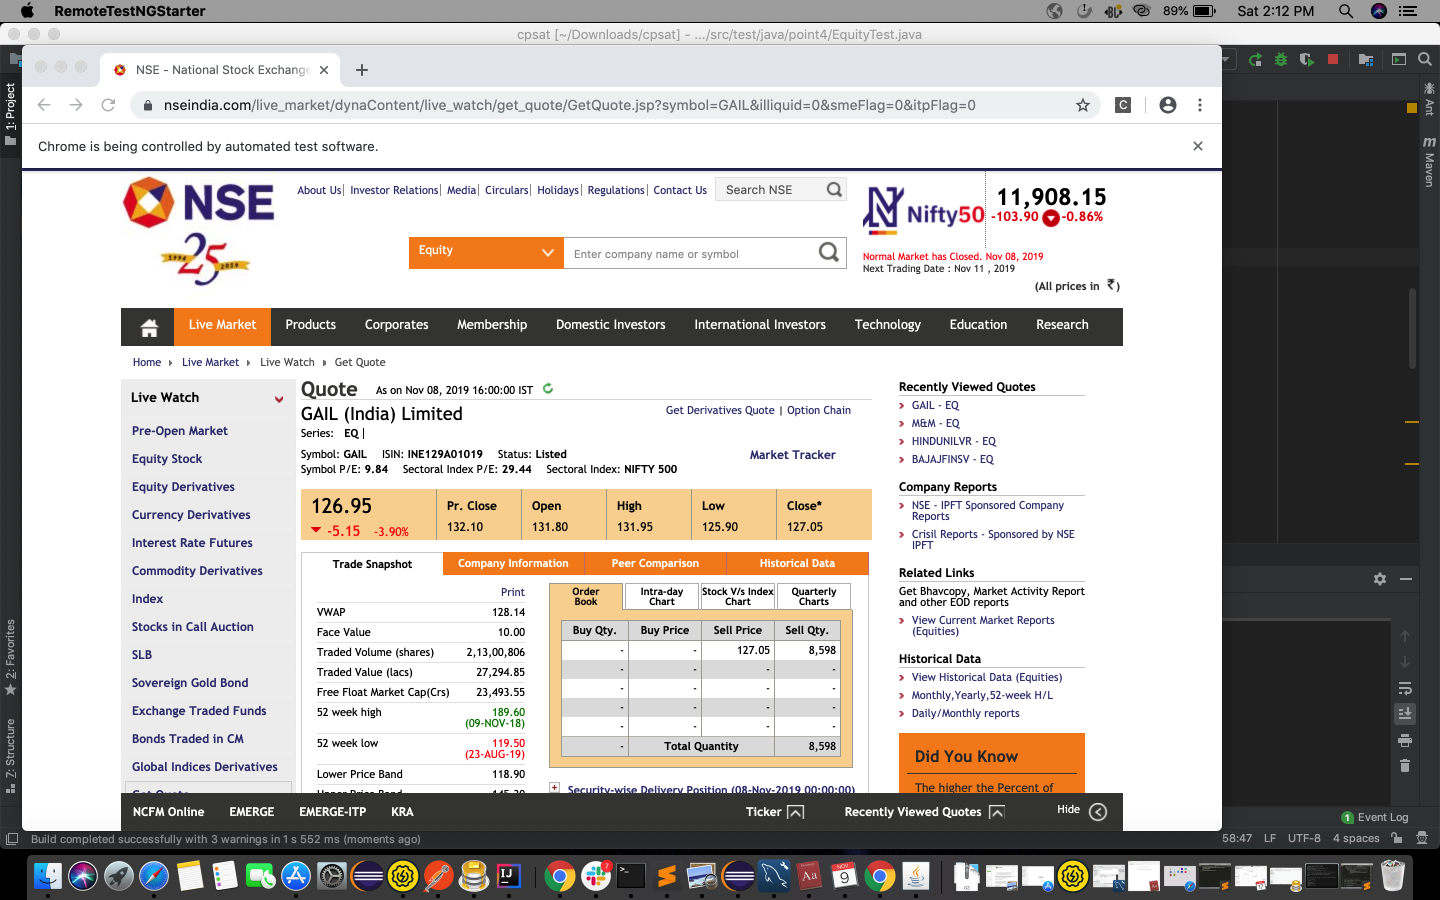 RemoteTestNGStarter
89%
Sat 2:12 PM
cpsat [~/Downloads/cpsat] - .../src/test/java/point4/EquityTest.java
NSE - National Stock Exchange
nseindia.com/live_market/dynaContent/live_watch/get_quote/GetQuote.jsp?symbol=GAIL&illiquid=0&smeFlag=0&itpFlag=0
C
Chrome is being controlled by automated test software.
1: Project
2: Favorites
7: Structure
Ant
m Maven
NSE
1994 25 2019
About Us| Investor Relations| Media| Circulars| Holidays| Regulations| Contact Us
Search NSE
Equity
Enter company name or symbol
Nifty50
11,908.15
-103.90 -0.86%
Normal Market has Closed. Nov 08, 2019
Next Trading Date : Nov 11 , 2019
(All prices in ₹)
Live Market Products Corporates Membership Domestic Investors International Investors Technology Education Research
Home Live Market Live Watch Get Quote
Live Watch
Pre-Open Market
Equity Stock
Equity Derivatives
Currency Derivatives
Interest Rate Futures
Commodity Derivatives
Index
Stocks in Call Auction
SLB
Sovereign Gold Bond
Exchange Traded Funds
Bonds Traded in CM
Global Indices Derivatives
Get Quote
Quote As on Nov 08, 2019 16:00:00 IST
GAIL (India) Limited
Get Derivatives Quote | Option Chain
Series: EQ |
Symbol: GAIL ISIN: INE129A01019 Status: Listed
Market Tracker
Symbol P/E: 9.84 Sectoral Index P/E: 29.44 Sectoral Index: NIFTY 500
126.95 Pr. Close Open High Low Close*
-5.15 -3.90% 132.10 131.80 131.95 125.90 127.05
Trade Snapshot Company Information Peer Comparison Historical Data
Print
VWAP 128.14
Face Value 10.00
Traded Volume (shares) 2,13,00,806
Traded Value (lacs) 27,294.85
Free Float Market Cap(Crs) 23,493.55
52 week high 189.60
(09-NOV-18)
52 week low 119.50
(23-AUG-19)
Lower Price Band 118.90
Upper Price Band 145.30
Order Book Intra-day Chart Stock V/s Index Chart Quarterly Charts
Buy Qty. Buy Price Sell Price Sell Qty.
- - 127.05 8,598
- - - -
- - - -
- - - -
- - - -
- Total Quantity 8,598
Security-wise Delivery Position (08-Nov-2019 00:00:00)
Recently Viewed Quotes
GAIL - EQ
M&M - EQ
HINDUNILVR - EQ
BAJAJFINSV - EQ
Company Reports
NSE - IPFT Sponsored Company
Reports
Crisil Reports - Sponsored by NSE
IPFT
Related Links
Get Bhavcopy, Market Activity Report
and other EOD reports
View Current Market Reports
(Equities)
Historical Data
View Historical Data (Equities)
Monthly,Yearly,52-week H/L
Daily/Monthly reports
Did You Know
The higher the Percent of
NCFM Online EMERGE EMERGE-ITP KRA
Ticker Recently Viewed Quotes Hide
1 Event Log
Build completed successfully with 3 warnings in 1 s 552 ms (moments ago)
58:47 LF UTF-8 4 spaces
IJ
7
Aa
NOV
9